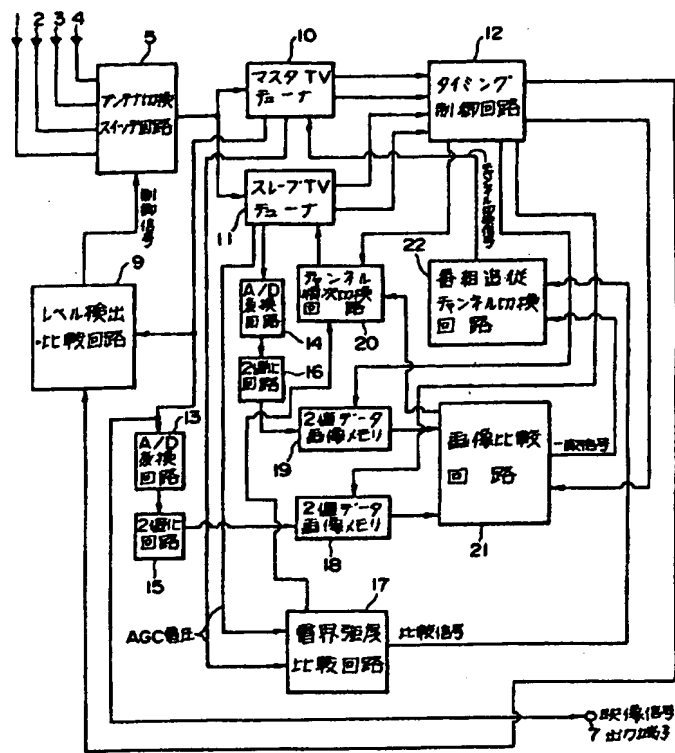 1 2 3 4
5
アンテナ切換
スイッチ回路
10
マスタTV
チューナ
12
タイミング
制御回路
制御信号
スレーブTV
チューナ
11
チャンネル切換信号
9
レベル検出
・比較回路
A/D
変換
回路
14
チャンネル
順次切換
回路
20
22
番組追従
チャンネル切換
回路
2値化
回路
16
13
A/D
変換
回路
2値データ
画像メモリ
19
画像比較
回路
21
一致信号
2値化
回路
15
2値データ
画像メモリ
18
17
AGC電圧
電界強度
比較回路
比較信号
映像信号
7 出力端子